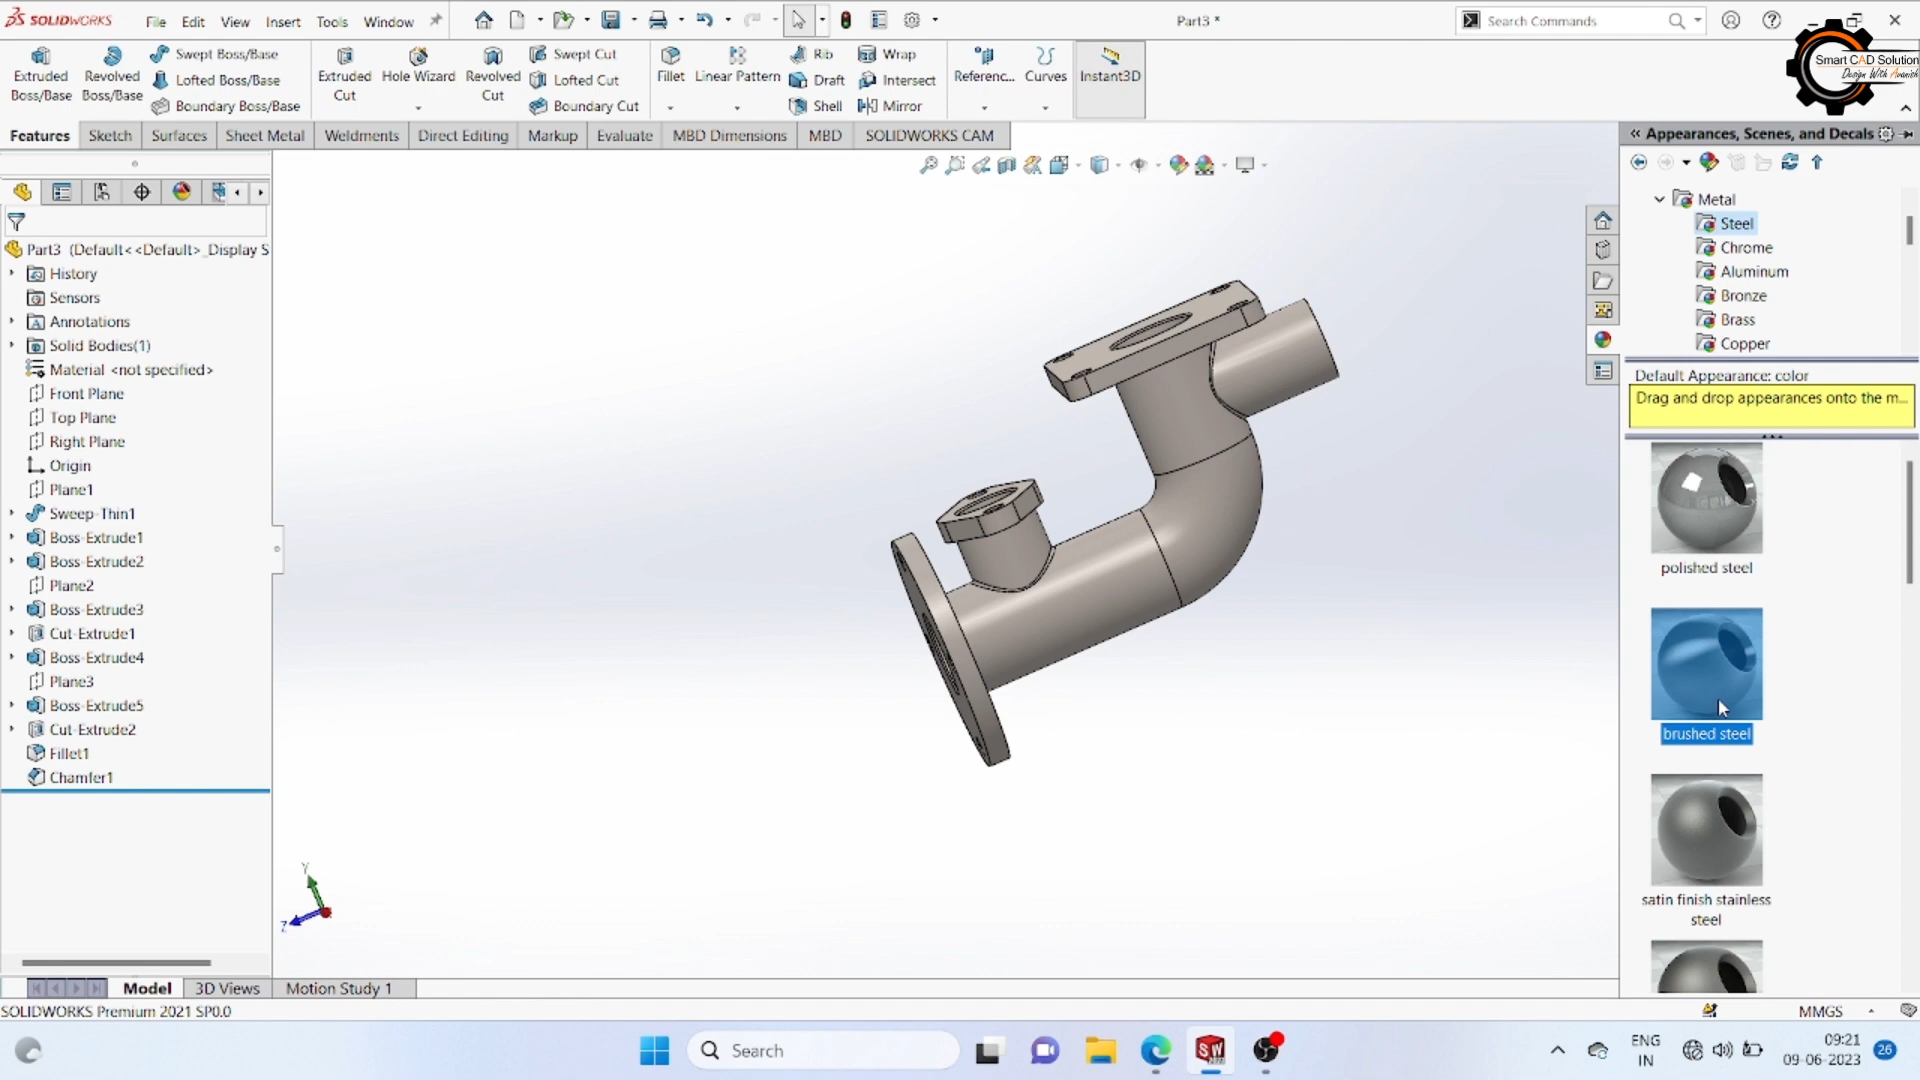 SOLIDWORKS File Edit View Insert Tools Window Part3 * Search Commands
Smart CAD Solution
Design With Avanish
Extruded Boss/Base
Revolved Boss/Base
Swept Boss/Base
Lofted Boss/Base
Boundary Boss/Base
Extruded Cut
Hole Wizard
Revolved Cut
Swept Cut
Lofted Cut
Boundary Cut
Fillet
Linear Pattern
Rib
Draft
Shell
Wrap
Intersect
Mirror
Referenc...
Curves
Instant3D
Features Sketch Surfaces Sheet Metal Weldments Direct Editing Markup Evaluate MBD Dimensions MBD SOLIDWORKS CAM
Part3 (Default<<Default>_Display S
History
Sensors
Annotations
Solid Bodies(1)
Material <not specified>
Front Plane
Top Plane
Right Plane
Origin
Plane1
Sweep-Thin1
Boss-Extrude1
Boss-Extrude2
Plane2
Boss-Extrude3
Cut-Extrude1
Boss-Extrude4
Plane3
Boss-Extrude5
Cut-Extrude2
Fillet1
Chamfer1
Y
Z
Appearances, Scenes, and Decals
Metal
Steel
Chrome
Aluminum
Bronze
Brass
Copper
Default Appearance: color
Drag and drop appearances onto the m...
polished steel
brushed steel
satin finish stainless
steel
Model 3D Views Motion Study 1
SOLIDWORKS Premium 2021 SP0.0 MMGS
Search
ENG
IN
09:21
09-06-2023
26